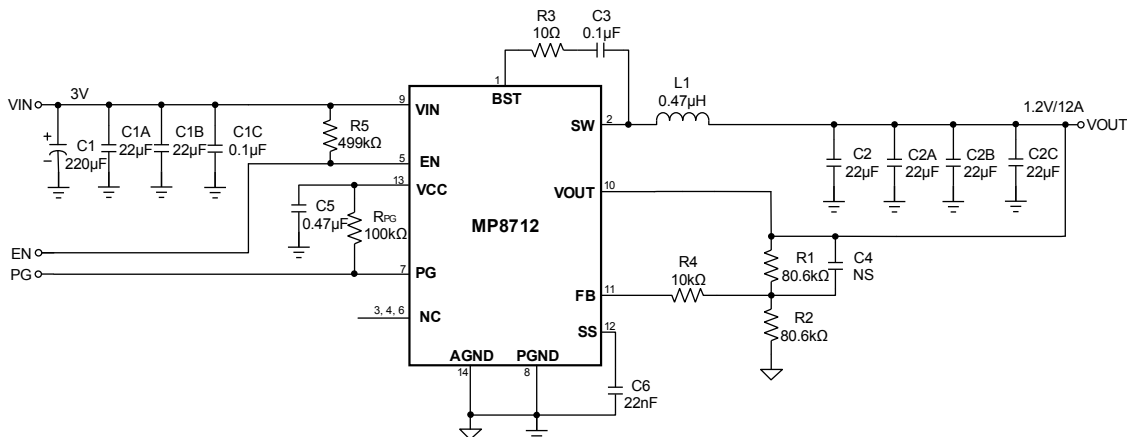 R3
10Ω
C3
0.1µF
1
BST
VIN
3V
9
VIN
L1
0.47µH
1.2V/12A
SW
2
VOUT
C1
220µF
C1A
22µF
C1B
22µF
C1C
0.1µF
R5
499kΩ
5
EN
C2
22µF
C2A
22µF
C2B
22µF
C2C
22µF
13
VCC
VOUT
10
C5
0.47µF
RPG
100kΩ
MP8712
EN
PG
7
PG
R1
80.6kΩ
C4
NS
R4
10kΩ
FB
11
3, 4, 6
NC
R2
80.6kΩ
SS
12
AGND
PGND
14
8
C6
22nF